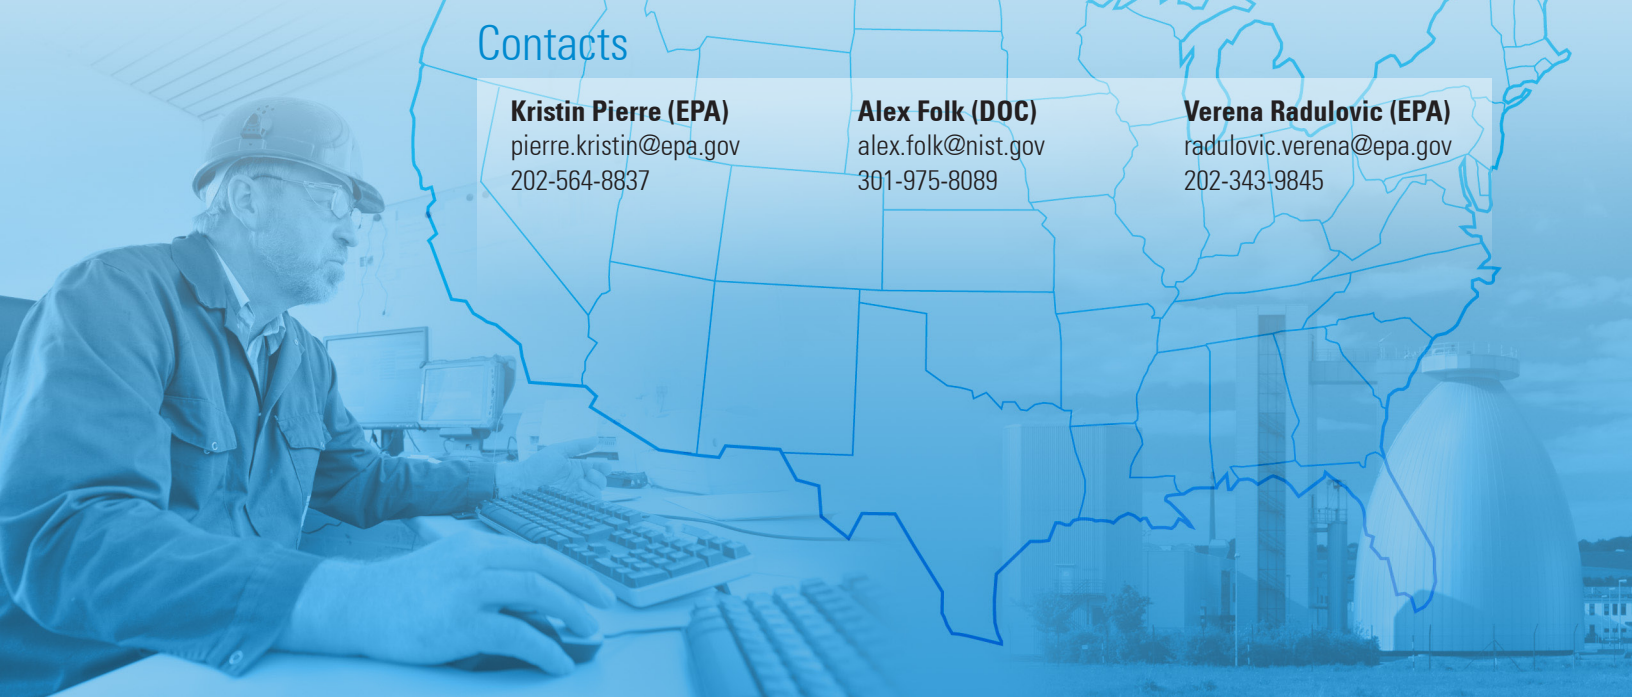 Contacts
Kristin Pierre (EPA)
pierre.kristin@epa.gov
202-564-8837
Alex Folk (DOC)
alex.folk@nist.gov
301-975-8089
Verena Radulovic (EPA)
radulovic.verena@epa.gov
202-343-9845